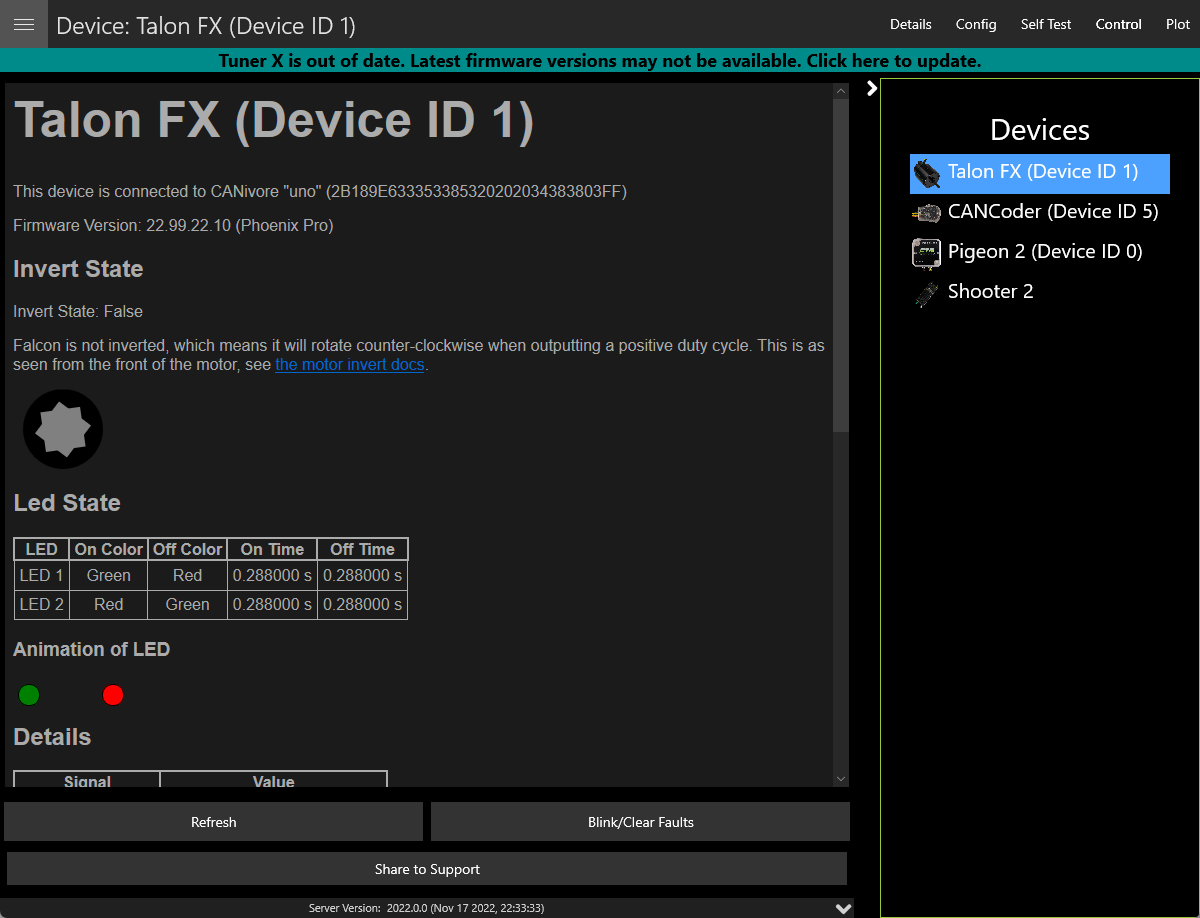 Device: Talon FX (Device ID 1)
Details Config Self Test Control Plot
Tuner X is out of date. Latest firmware versions may not be available. Click here to update.
Talon FX (Device ID 1)
This device is connected to CANivore "uno" (2B189E633353385320202034383803FF)
Firmware Version: 22.99.22.10 (Phoenix Pro)
Invert State
Invert State: False
Falcon is not inverted, which means it will rotate counter-clockwise when outputting a positive duty cycle. This is as
seen from the front of the motor, see the motor invert docs.
Led State
LED On Color Off Color On Time Off Time
LED 1 Green Red 0.288000 s 0.288000 s
LED 2 Red Green 0.288000 s 0.288000 s
Animation of LED
Details
Signal Value
Refresh Blink/Clear Faults
Share to Support
Server Version: 2022.0.0 (Nov 17 2022, 22:33:33)
Devices
Talon FX (Device ID 1)
CANCoder (Device ID 5)
Pigeon 2 (Device ID 0)
Shooter 2